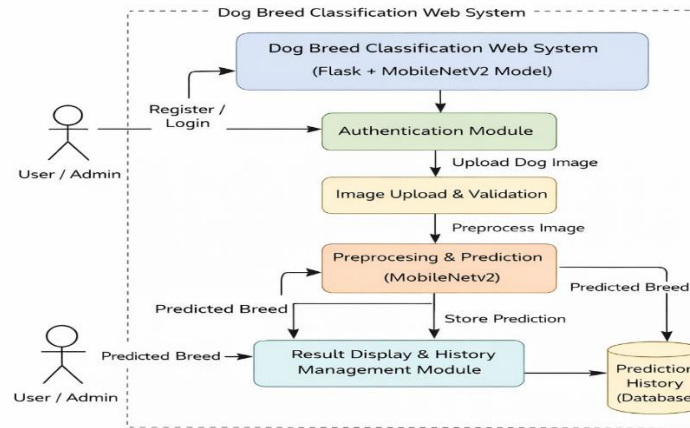 Dog Breed Classification Web System
Dog Breed Classification Web System
(Flask + MobileNetV2 Model)
Register /
Login
Authentication Module
User / Admin
Upload Dog Image
Image Upload & Validation
Preprocess Image
Preprocesing & Prediction
(MobileNetv2)
Predicted Breed
Predicted Breed
Store Prediction
Predicted Breed
Result Display & History
Management Module
Prediction
History
(Database)
User / Admin